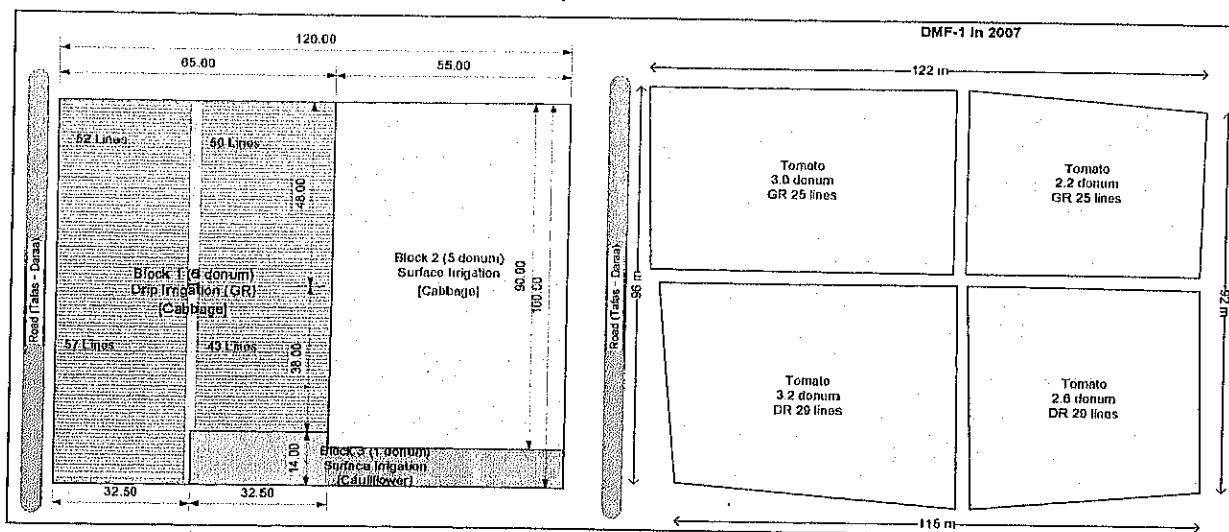 120.00
65.00
55.00
Road (Tafas - Daraa)
52 Lines
50 Lines
48.00
Block 1 (6 donum)
Drip Irrigation (GR)
[Cabbage]
57 Lines
43 Lines
38.00
14.00
32.50
32.50
Block 2 (5 donum)
Surface Irrigation
[Cabbage]
90.00
100.00
Block 3 (1 donum)
Surface Irrigation
[Cauliflower]
DMF-1 in 2007
122 m
Road (Tafas - Daraa)
96 m
Tomato
3.0 donum
GR 25 lines
Tomato
2.2 donum
GR 25 lines
92 m
Tomato
3.2 donum
DR 29 lines
Tomato
2.6 donum
DR 29 lines
115 m